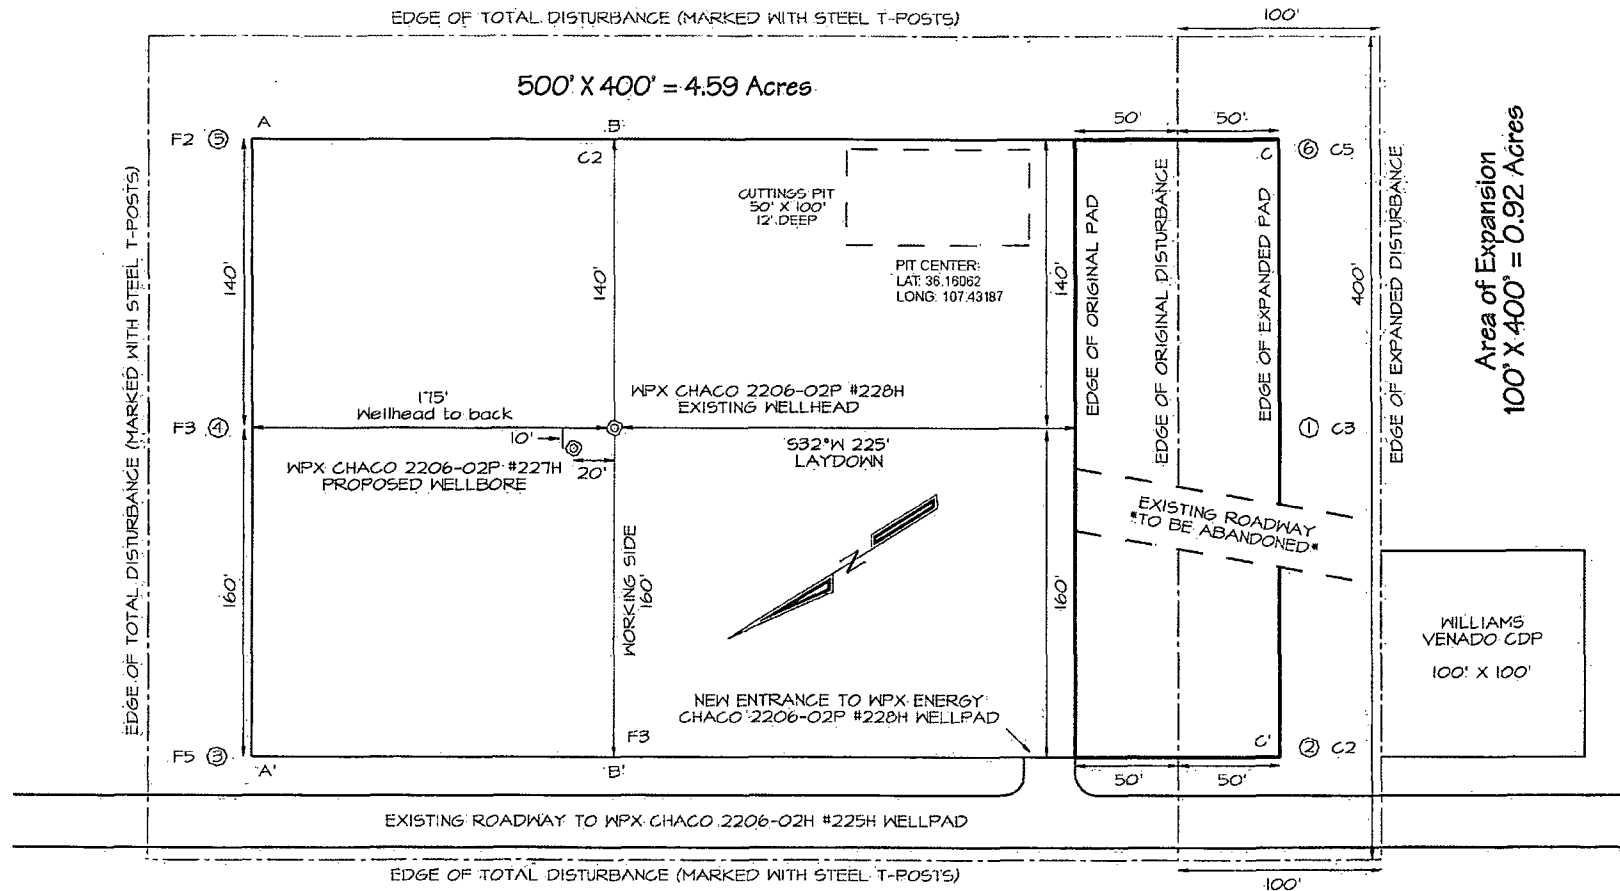 EDGE OF TOTAL DISTURBANCE (MARKED WITH STEEL T-POSTS)
100'
500' X 400' = 4.59 Acres
50'
50'
F2 ⑤
A
B
C2
C
⑥ C5
CUTTINGS PIT
50' X 100'
12' DEEP
PIT CENTER:
LAT: 36.16062
LONG: 107.43187
140'
140'
140'
400'
EDGE OF TOTAL DISTURBANCE (MARKED WITH STEEL T-POSTS)
EDGE OF ORIGINAL PAD
EDGE OF ORIGINAL DISTURBANCE
EDGE OF EXPANDED PAD
EDGE OF EXPANDED DISTURBANCE
Area of Expansion
100' X 400' = 0.92 Acres
175'
Wellhead to back
WPX CHACO 2206-02P #228H
EXISTING WELLHEAD
F3 ④
① C3
10'
20'
WPX CHACO 2206-02P #227H
PROPOSED WELLBORE
S32°W 225'
LAYDOWN
EXISTING ROADWAY
*TO BE ABANDONED*
N
160'
WORKING SIDE
160'
160'
WILLIAMS
VENADO CDP
100' X 100'
NEW ENTRANCE TO WPX ENERGY
CHACO 2206-02P #228H WELLPAD
F5 ③
A'
F3
B'
C'
② C2
50'
50'
EXISTING ROADWAY TO WPX CHACO 2206-02H #225H WELLPAD
EDGE OF TOTAL DISTURBANCE (MARKED WITH STEEL T-POSTS)
100'